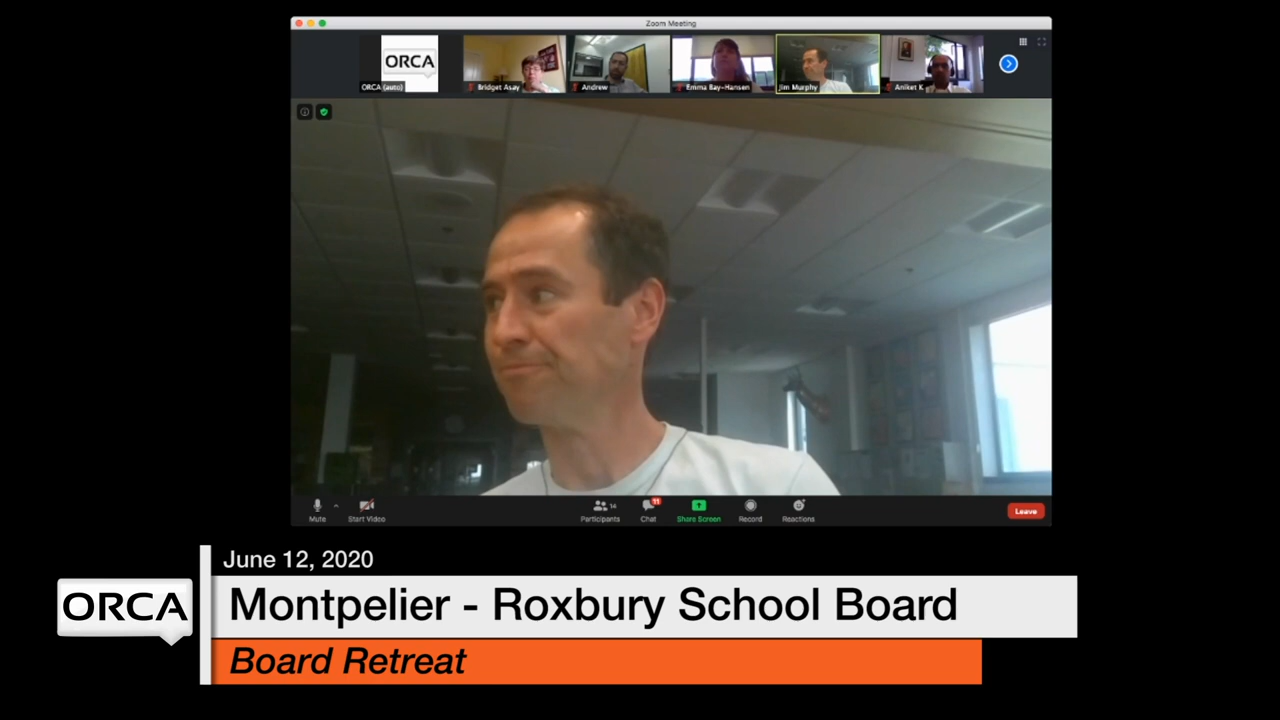 Zoom Meeting
ORCA
ORCA (auto)
Bridget Asay
Andrew
Emma Bay-Hansen
Jim Murphy
Aniket K
Mute
Start Video
Participants
14
Chat
11
Share Screen
Record
Reactions
Leave
June 12, 2020
ORCA
Montpelier - Roxbury School Board
Board Retreat